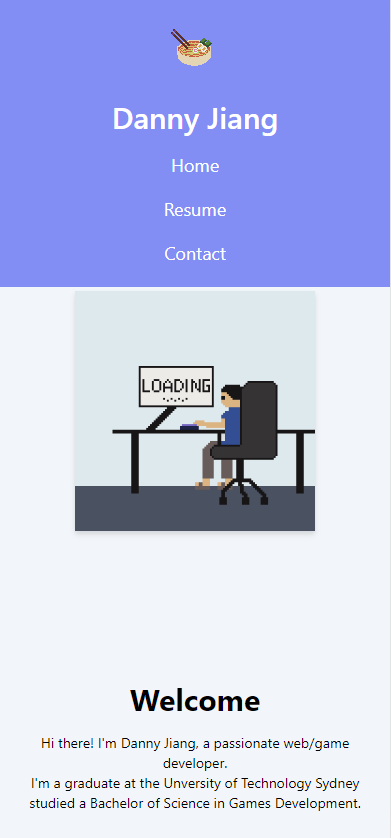 Danny Jiang
Home
Resume
Contact
LOADING
Welcome
Hi there! I'm Danny Jiang, a passionate web/game
developer.
I'm a graduate at the Unversity of Technology Sydney
studied a Bachelor of Science in Games Development.